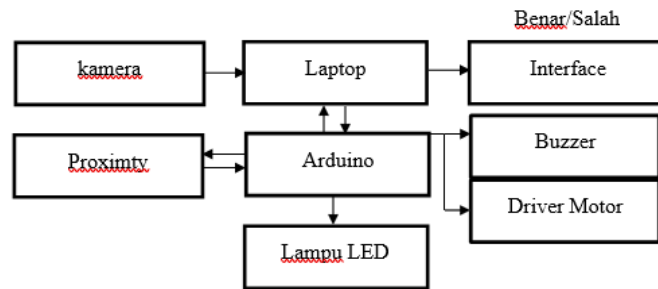 Benar/Salah
kamera
Laptop
Interface
Proximty
Arduino
Buzzer
Driver Motor
Lampu LED